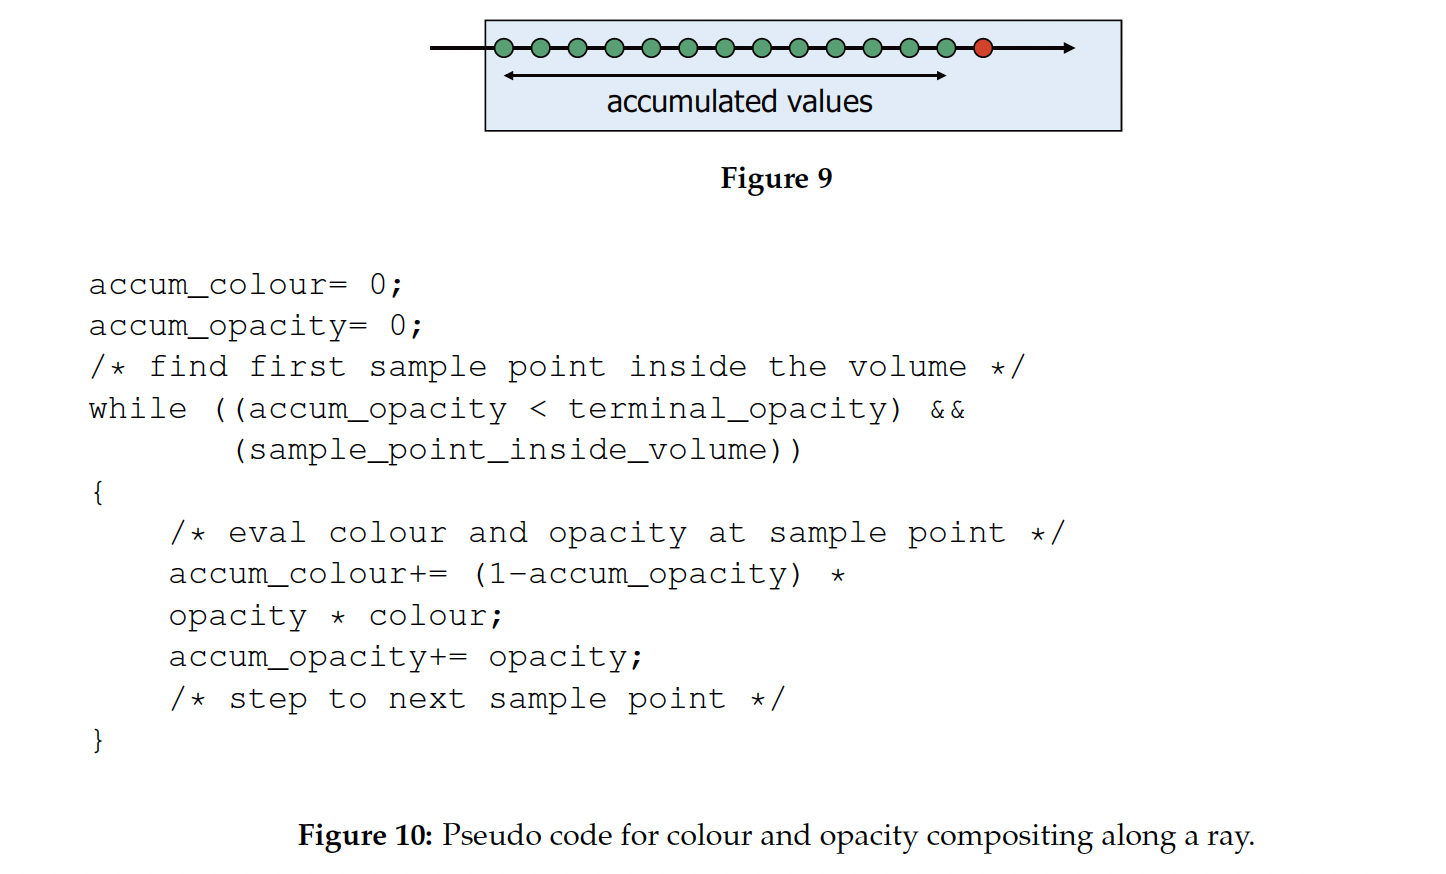 accumulated values
Figure 9
accum_colour= 0;
accum_opacity= 0;
/* find first sample point inside the volume */
while ((accum_opacity < terminal_opacity) &&
(sample_point_inside_volume))
{
/* eval colour and opacity at sample point */
accum_colour+= (1-accum_opacity) *
opacity * colour;
accum_opacity+= opacity;
/* step to next sample point */
}
Figure 10: Pseudo code for colour and opacity compositing along a ray.